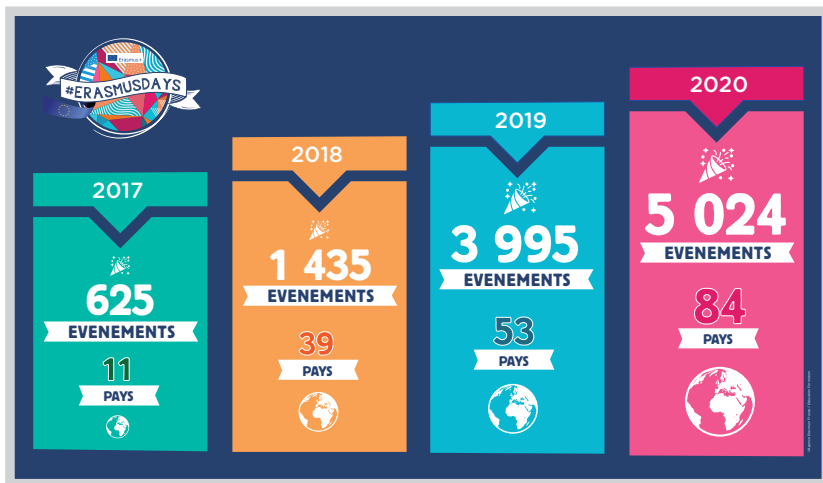 Erasmus+
#ERASMUSDAYS
2017
625
EVENEMENTS
11
PAYS
2018
1 435
EVENEMENTS
39
PAYS
2019
3 995
EVENEMENTS
53
PAYS
2020
5 024
EVENEMENTS
84
PAYS